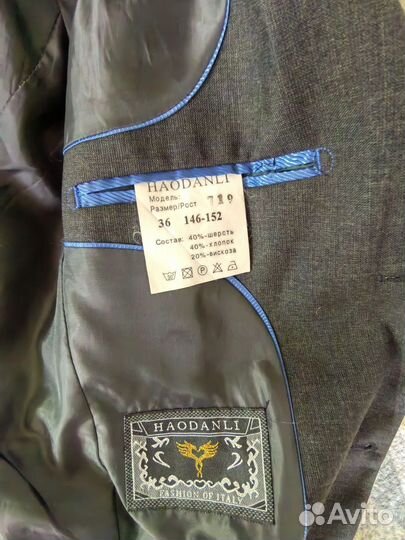 HAODANLI
Модель: 719
Размер/Рост
36 146-152
Состав: 40%-шерсть
40%-хлопок
20%-вискоза
HAODANLI
FASHION OF ITALY
Avito